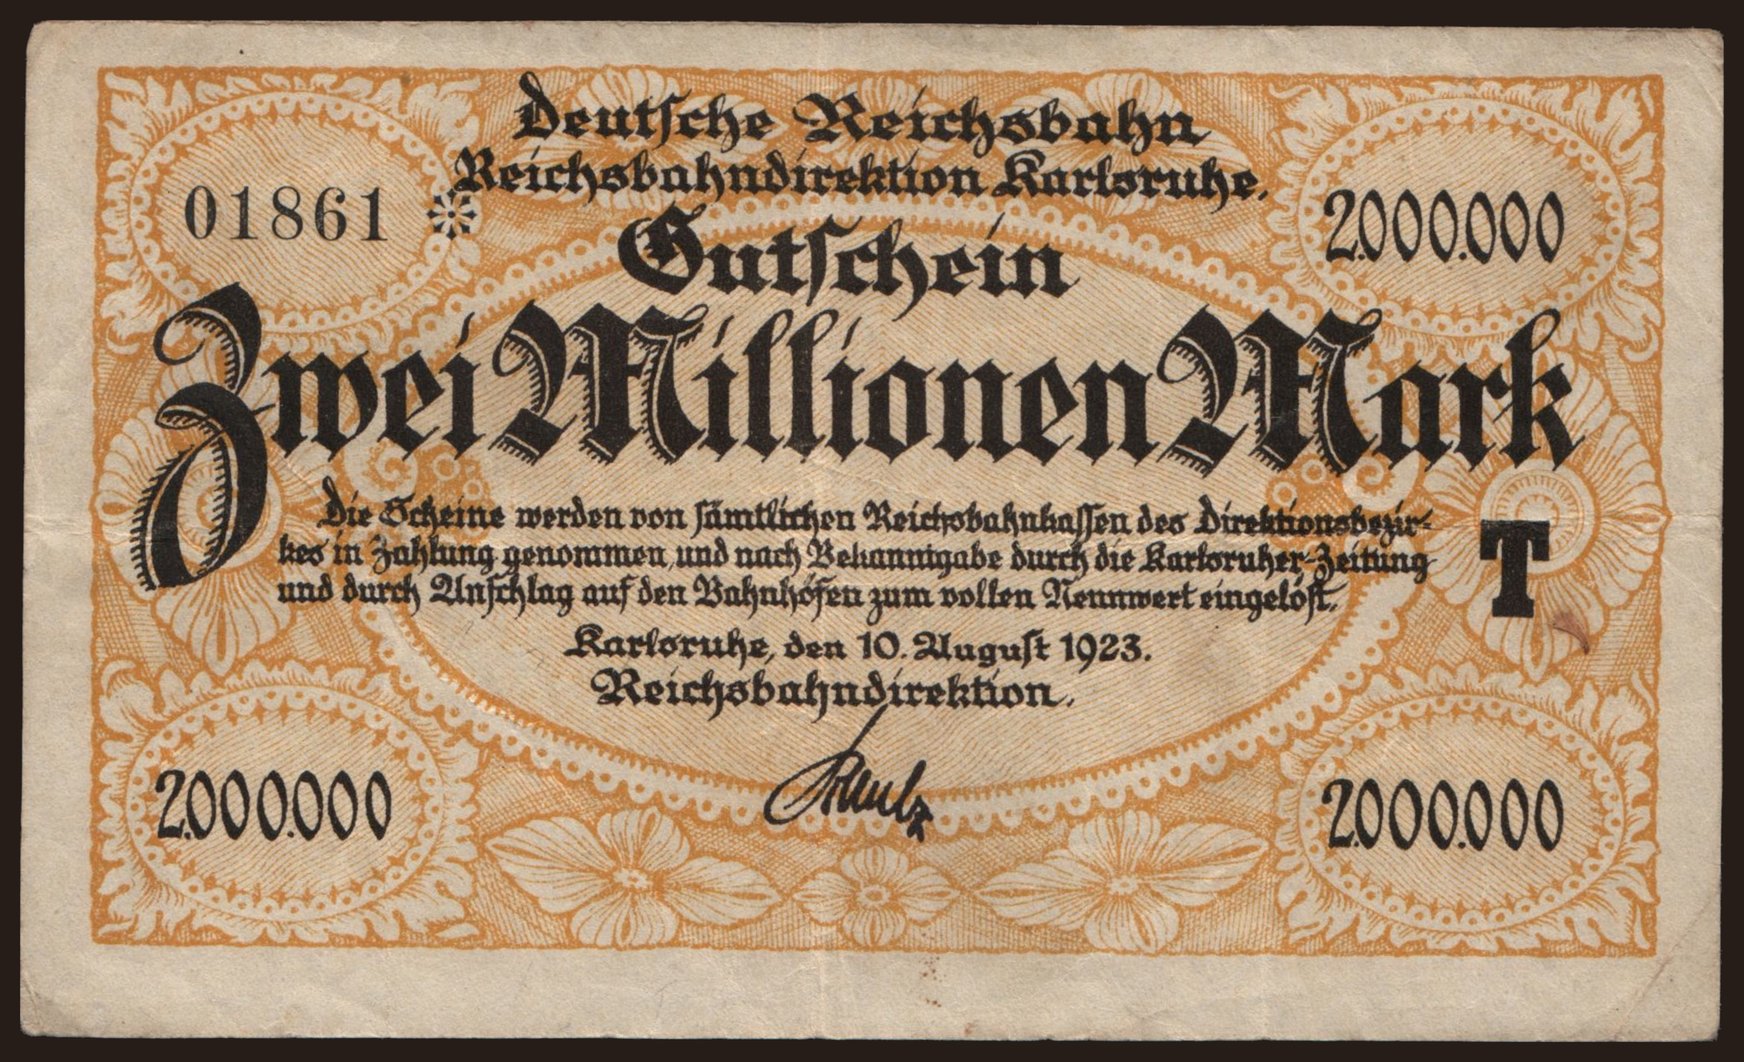 Deutsche Reichsbahn
Reichsbahndirektion Karlsruhe.
01861
2.000.000
Gutschein
Zwei Millionen Mark
Die Scheine werden von sämtlichen Reichsbahnkassen des Direktionsbezir-
kes in Zahlung genommen, und nach Bekanntgabe durch die Karlsruher-Zeitung
und durch Anschlag auf den Bahnhöfen zum vollen Nennwert eingelöst.
T
Karlsruhe, den 10. August 1923.
Reichsbahndirektion.
2.000.000
2.000.000